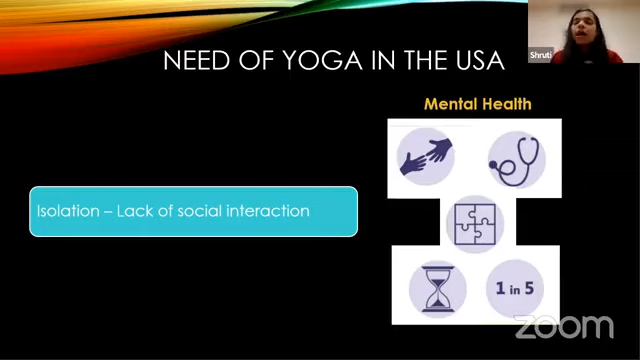 Shruti
NEED OF YOGA IN THE USA
Mental Health
Isolation – Lack of social interaction
1 in 5
zoom